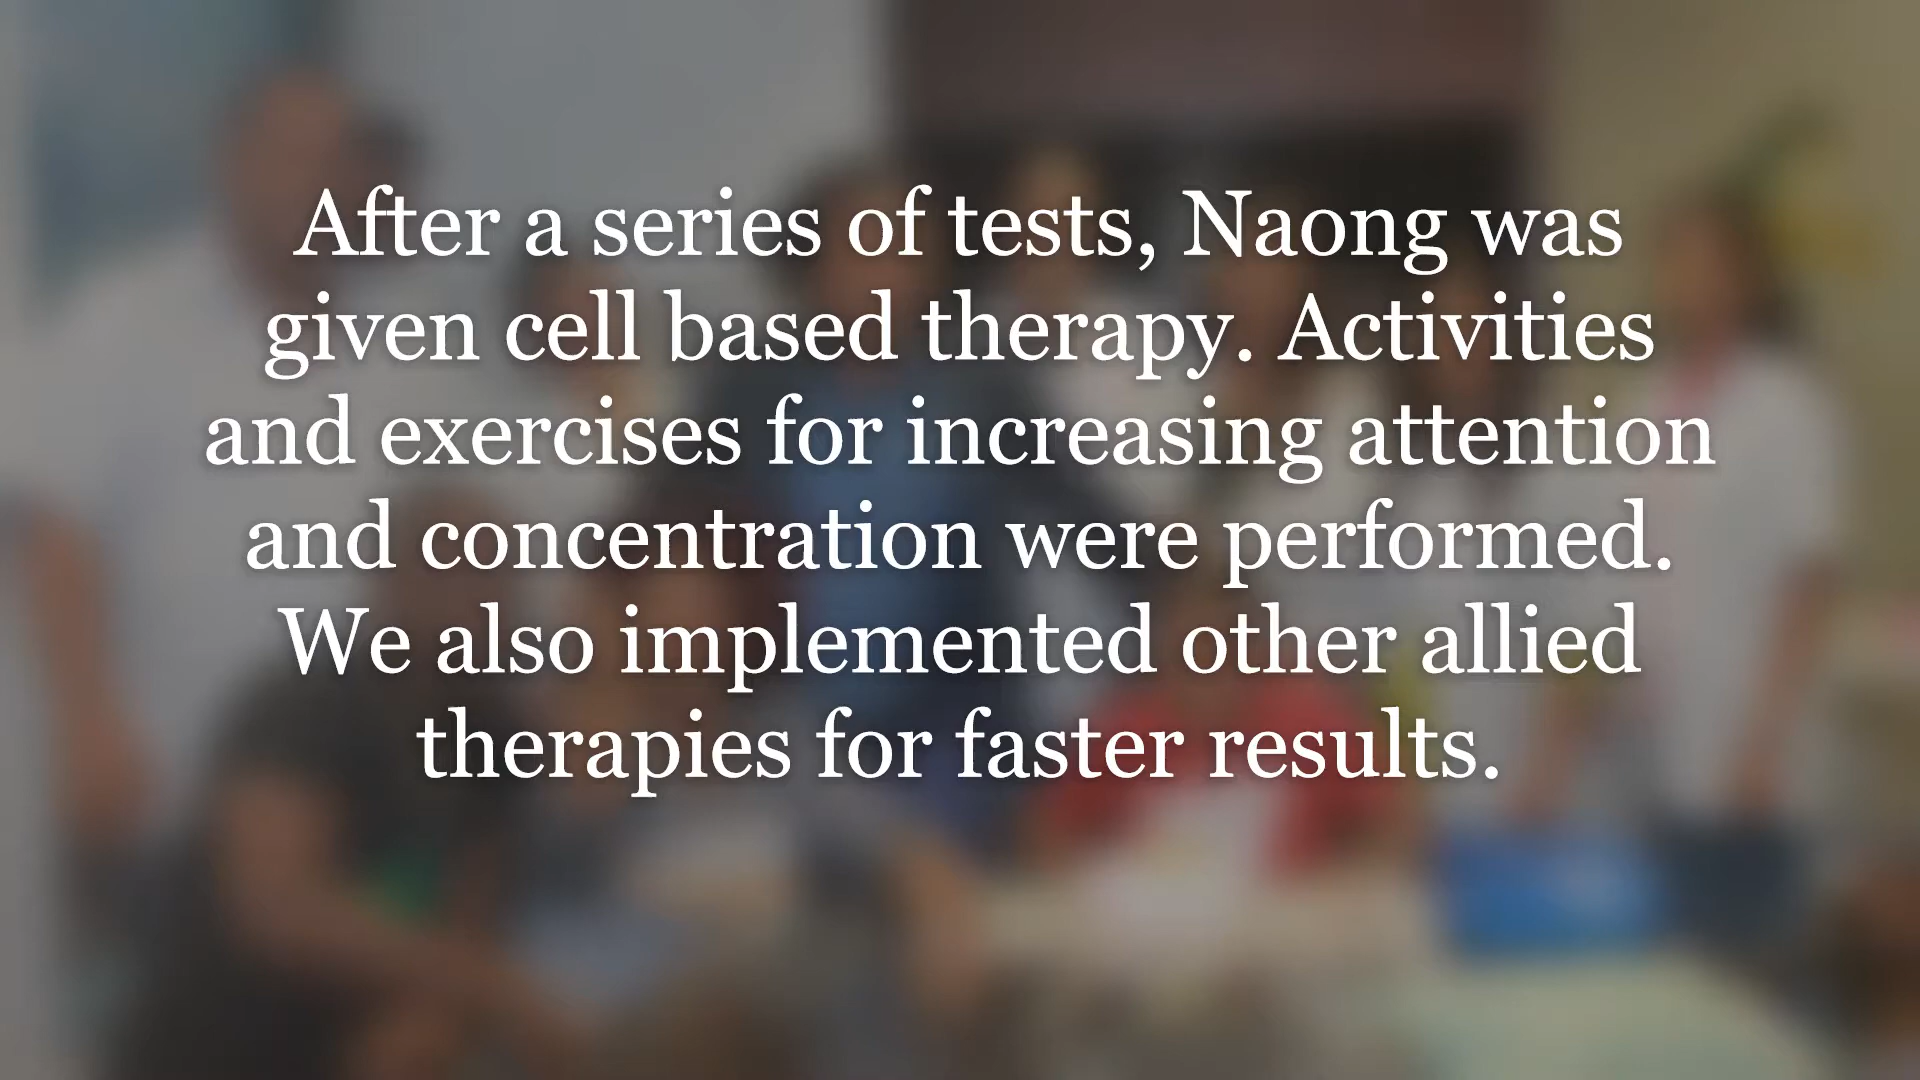 After a series of tests, Naong was
given cell based therapy. Activities
and exercises for increasing attention
and concentration were performed.
We also implemented other allied
therapies for faster results.